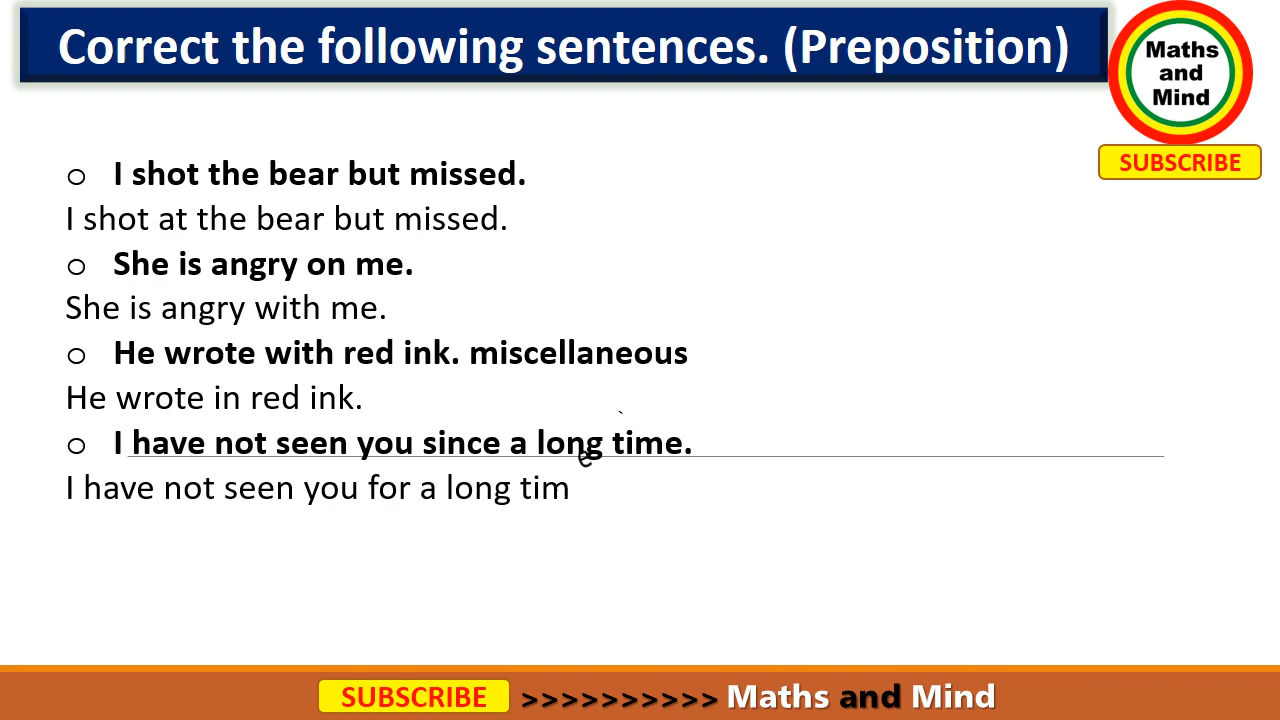 Correct the following sentences. (Preposition)
Maths
and
Mind
SUBSCRIBE
o I shot the bear but missed.
I shot at the bear but missed.
o She is angry on me.
She is angry with me.
o He wrote with red ink. miscellaneous
He wrote in red ink.
o I have not seen you since a long time.
I have not seen you for a long tim
e
SUBSCRIBE >>>>>>>>>> Maths and Mind